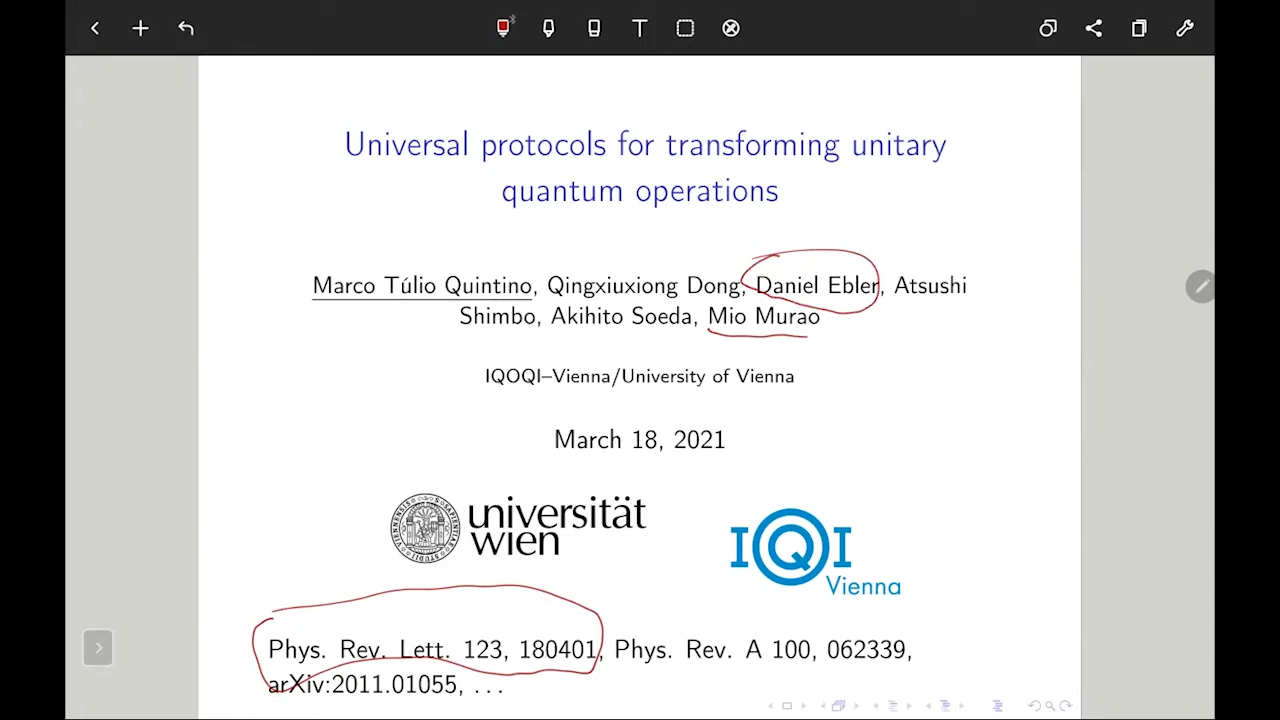 Universal protocols for transforming unitary
quantum operations
Marco Túlio Quintino, Qingxiuxiong Dong, Daniel Ebler, Atsushi
Shimbo, Akihito Soeda, Mio Murao
IQOQI–Vienna/University of Vienna
March 18, 2021
universität
wien
IQOQI
Vienna
Phys. Rev. Lett. 123, 180401, Phys. Rev. A 100, 062339,
arXiv:2011.01055, ...